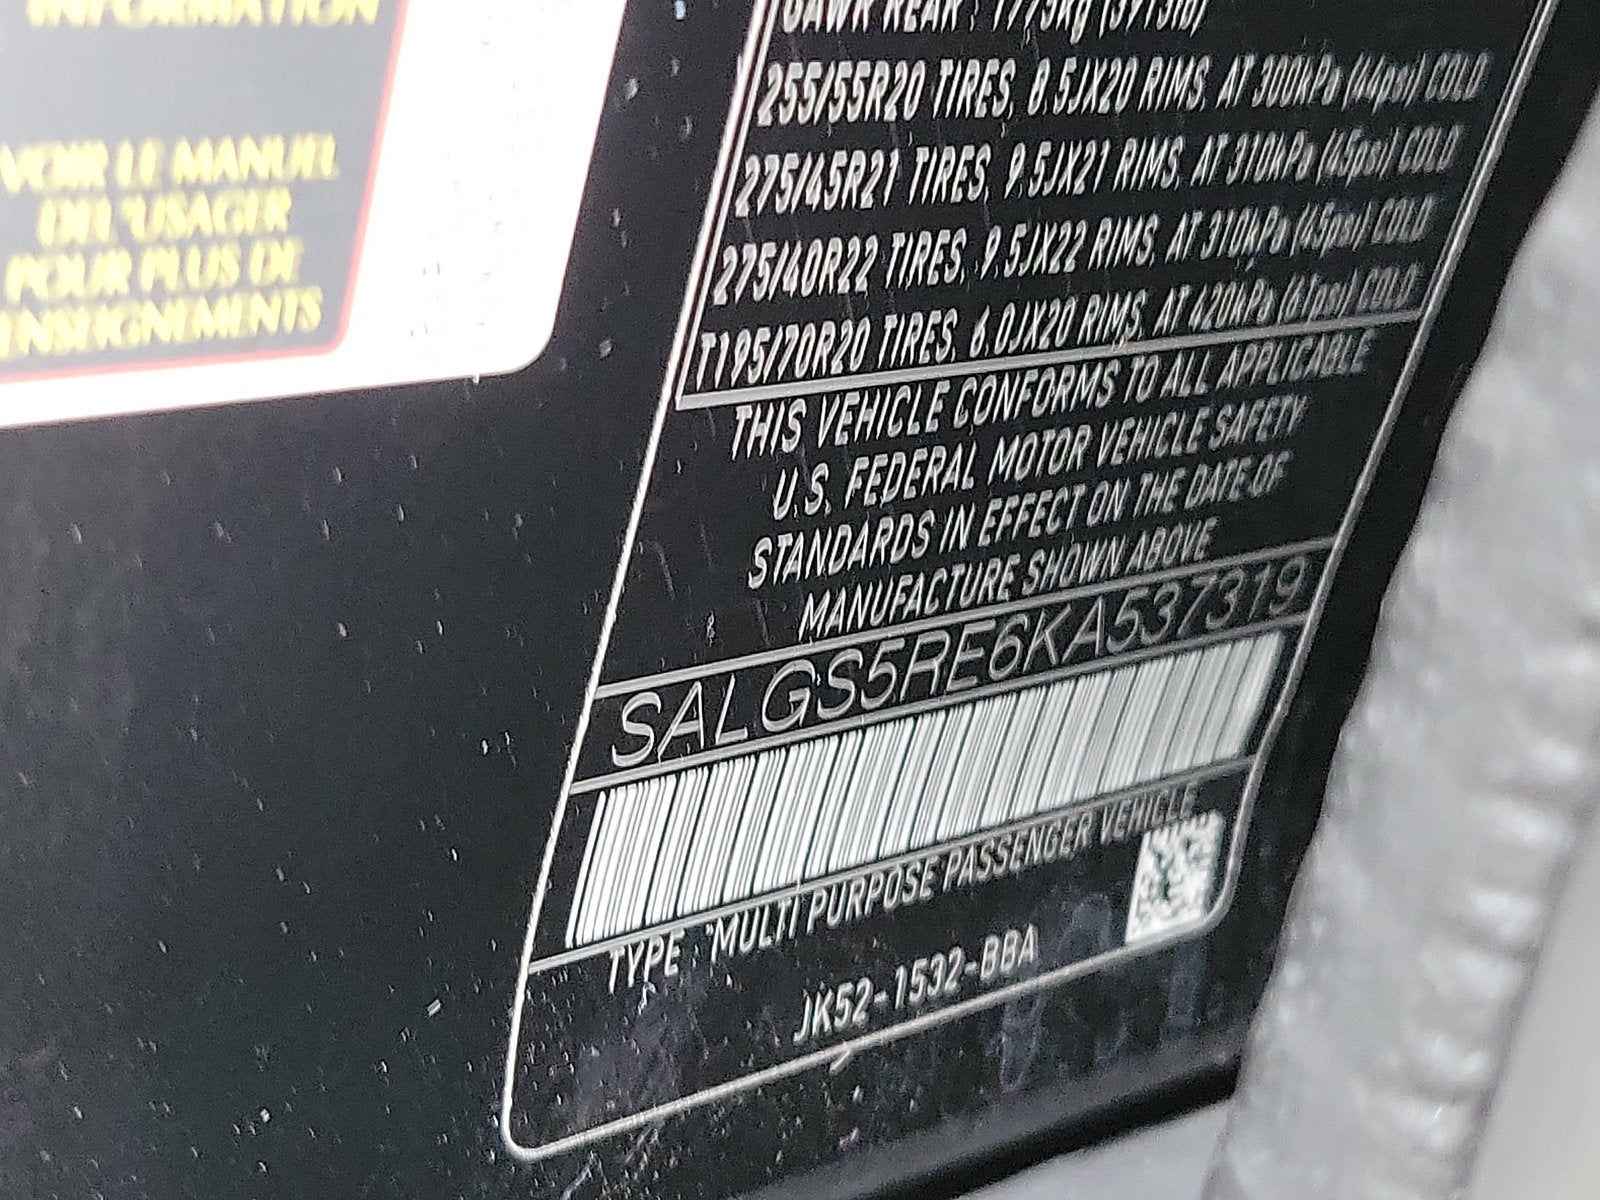 INFORMATION
VOIR LE MANUEL
DE L'USAGER
POUR PLUS DE
ENSEIGNEMENTS
GAWR REAR : 1775kg (3913lb)
255/55R20 TIRES, 8.5JX20 RIMS, AT 300kPa (44psi) COLD
275/45R21 TIRES, 9.5JX21 RIMS, AT 310kPa (45psi) COLD
275/40R22 TIRES, 9.5JX22 RIMS, AT 310kPa (45psi) COLD
T195/70R20 TIRES, 6.0JX20 RIMS, AT 420kPa (61psi) COLD
THIS VEHICLE CONFORMS TO ALL APPLICABLE
U.S. FEDERAL MOTOR VEHICLE SAFETY
STANDARDS IN EFFECT ON THE DATE OF
MANUFACTURE SHOWN ABOVE
SALGS5RE6KA537319
TYPE : "MULTI PURPOSE PASSENGER VEHICLE
JK52-1532-BBA